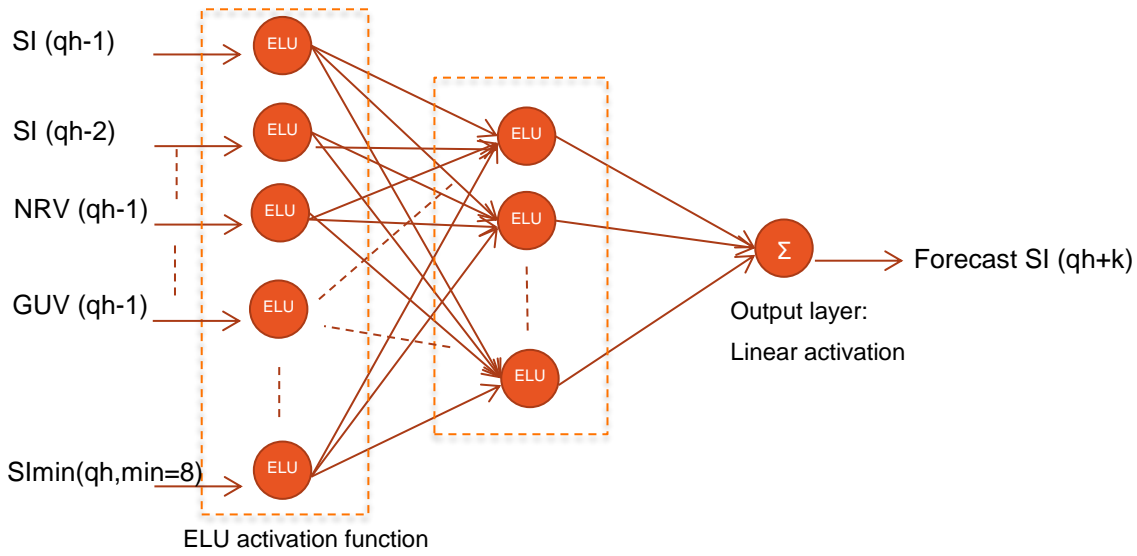 SI (qh-1)
SI (qh-2)
NRV (qh-1)
GUV (qh-1)
SImin(qh,min=8)
ELU
ELU
ELU
ELU
ELU
ELU activation function
ELU
ELU
ELU
Σ
Output layer:
Linear activation
Forecast SI (qh+k)